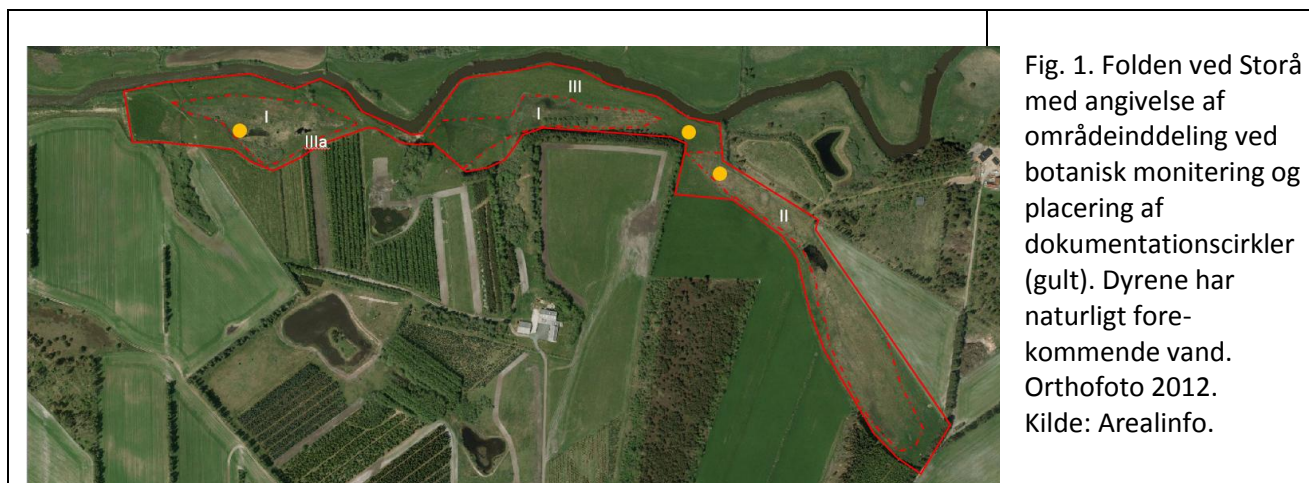 III
I
I
IIIa
II
Fig. 1. Folden ved Storå
med angivelse af
områdeinddeling ved
botanisk monitering og
placering af
dokumentationscirkler
(gult). Dyrene har
naturligt fore-
kommende vand.
Orthofoto 2012.
Kilde: Arealinfo.